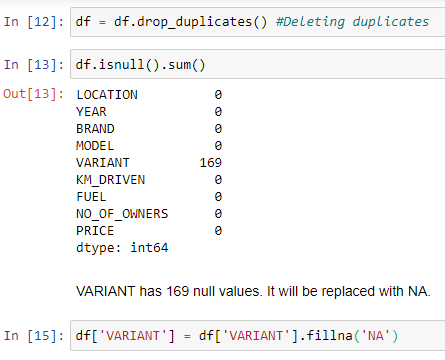 In [12]: df = df.drop_duplicates() #Deleting duplicates
In [13]: df.isnull().sum()
Out[13]: LOCATION 0
YEAR 0
BRAND 0
MODEL 0
VARIANT 169
KM_DRIVEN 0
FUEL 0
NO_OF_OWNERS 0
PRICE 0
dtype: int64
VARIANT has 169 null values. It will be replaced with NA.
In [15]: df['VARIANT'] = df['VARIANT'].fillna('NA')